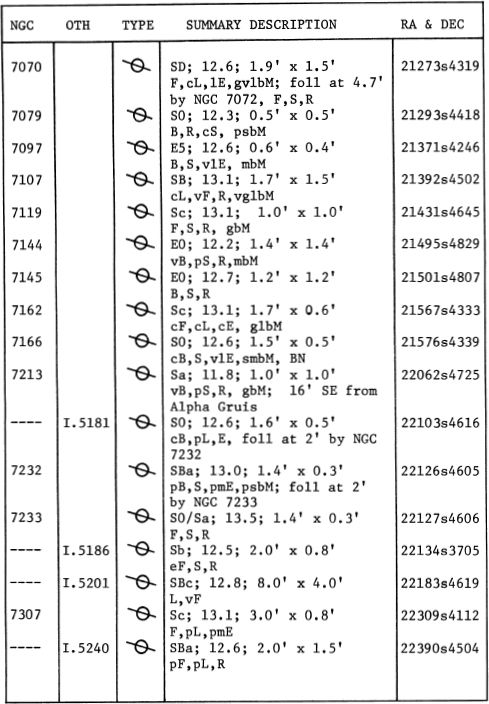 NGC OTH TYPE SUMMARY DESCRIPTION RA & DEC
7070 SD; 12.6; 1.9' x 1.5' 21273s4319
F,cL,lE,gvlbM; foll at 4.7'
by NGC 7072, F,S,R
7079 S0; 12.3; 0.5' x 0.5' 21293s4418
B,R,cS, psbM
7097 E5; 12.6; 0.6' x 0.4' 21371s4246
B,S,vlE, mbM
7107 SB; 13.1; 1.7' x 1.5' 21392s4502
cL,vF,R,vglbM
7119 Sc; 13.1; 1.0' x 1.0' 21431s4645
F,S,R, gbM
7144 E0; 12.2; 1.4' x 1.4' 21495s4829
vB,pS,R,mbM
7145 E0; 12.7; 1.2' x 1.2' 21501s4807
B,S,R
7162 Sc; 13.1; 1.7' x 0.6' 21567s4333
cF,cL,cE, glbM
7166 S0; 12.6; 1.5' x 0.5' 21576s4339
cB,S,vlE,smbM, BN
7213 Sa; 11.8; 1.0' x 1.0' 22062s4725
vB,pS,R, gbM; 16' SE from
Alpha Gruis
---- I.5181 S0; 12.6; 1.6' x 0.5' 22103s4616
cB,pL,E, foll at 2' by NGC
7232
7232 SBa; 13.0; 1.4' x 0.3' 22126s4605
pB,S,pmE,psbM; foll at 2'
by NGC 7233
7233 S0/Sa; 13.5; 1.4' x 0.3' 22127s4606
F,S,R
---- I.5186 Sb; 12.5; 2.0' x 0.8' 22134s3705
eF,S,R
---- I.5201 SBc; 12.8; 8.0' x 4.0' 22183s4619
L,vF
7307 Sc; 13.1; 3.0' x 0.8' 22309s4112
F,pL,pmE
---- I.5240 SBa; 12.6; 2.0' x 1.5' 22390s4504
pF,pL,R